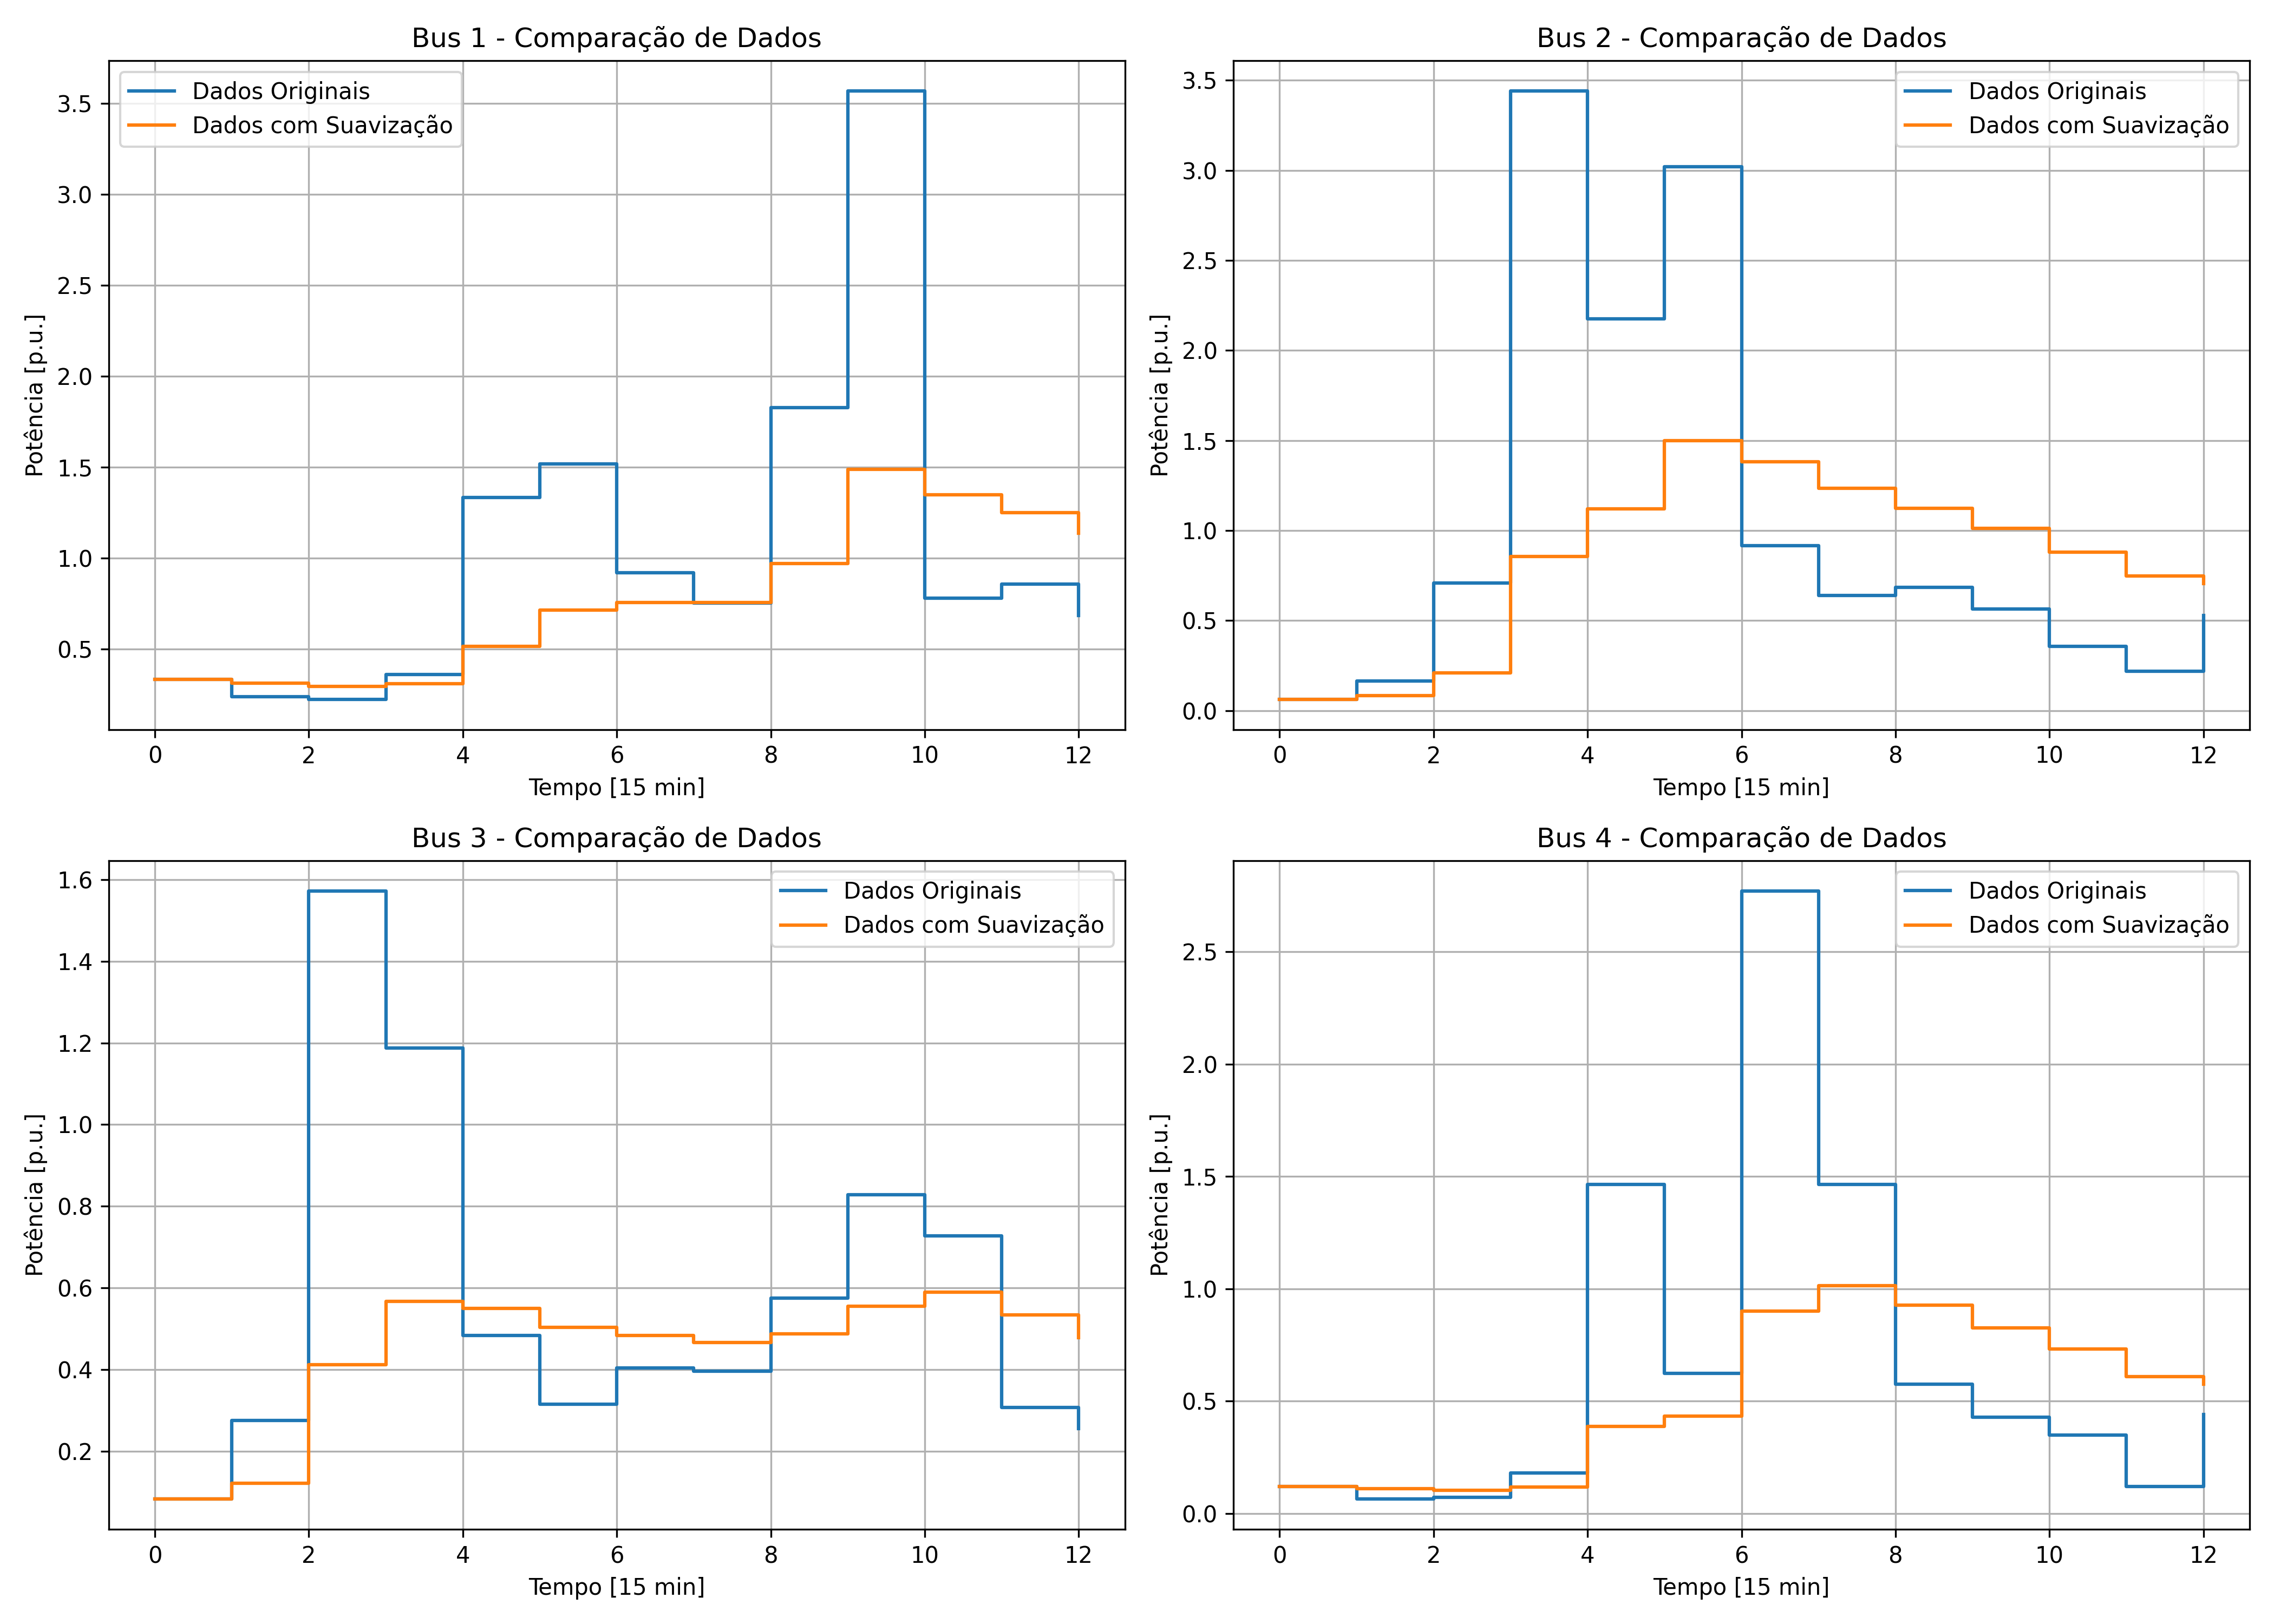 Bus 1 - Comparação de Dados
Dados Originais
Dados com Suavização
3.5
3.0
2.5
2.0
1.5
1.0
0.5
Potência [p.u.]
0 2 4 6 8 10 12
Tempo [15 min]
Bus 2 - Comparação de Dados
Dados Originais
Dados com Suavização
3.5
3.0
2.5
2.0
1.5
1.0
0.5
0.0
Potência [p.u.]
0 2 4 6 8 10 12
Tempo [15 min]
Bus 3 - Comparação de Dados
Dados Originais
Dados com Suavização
1.6
1.4
1.2
1.0
0.8
0.6
0.4
0.2
Potência [p.u.]
0 2 4 6 8 10 12
Tempo [15 min]
Bus 4 - Comparação de Dados
Dados Originais
Dados com Suavização
2.5
2.0
1.5
1.0
0.5
0.0
Potência [p.u.]
0 2 4 6 8 10 12
Tempo [15 min]